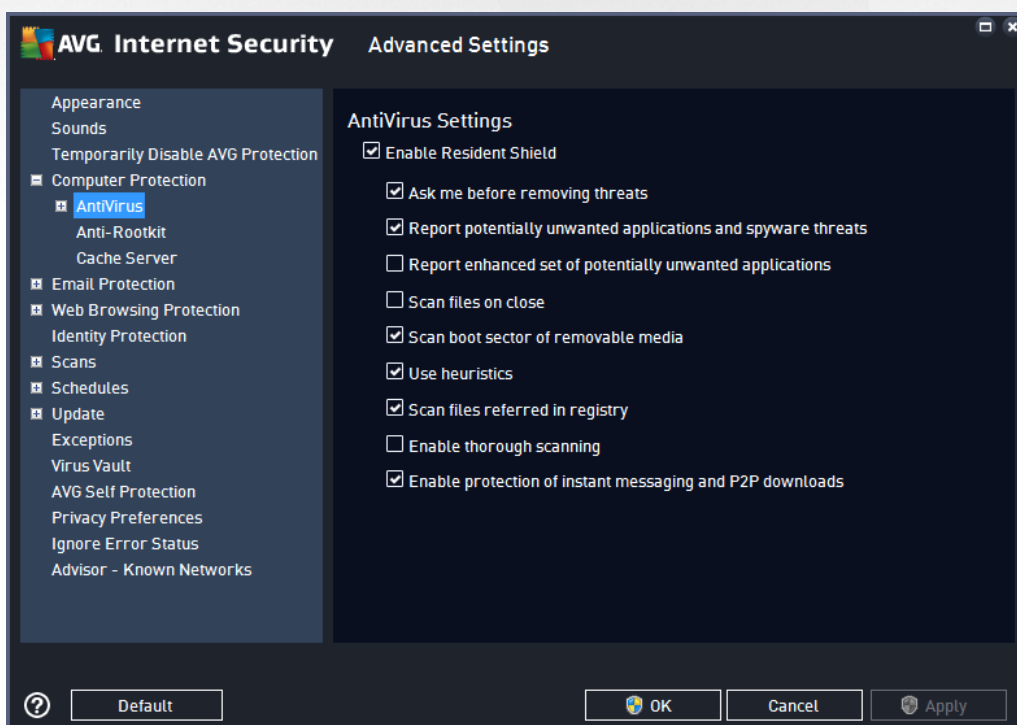 AVG. Internet Security Advanced Settings
Appearance
Sounds
Temporarily Disable AVG Protection
Computer Protection
AntiVirus
Anti-Rootkit
Cache Server
Email Protection
Web Browsing Protection
Identity Protection
Scans
Schedules
Update
Exceptions
Virus Vault
AVG Self Protection
Privacy Preferences
Ignore Error Status
Advisor - Known Networks
AntiVirus Settings
Enable Resident Shield
Ask me before removing threats
Report potentially unwanted applications and spyware threats
Report enhanced set of potentially unwanted applications
Scan files on close
Scan boot sector of removable media
Use heuristics
Scan files referred in registry
Enable thorough scanning
Enable protection of instant messaging and P2P downloads
? Default OK Cancel Apply